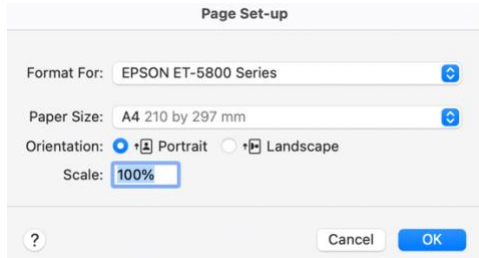 Page Set-up
Format For: EPSON ET-5800 Series
Paper Size: A4 210 by 297 mm
Orientation: Portrait Landscape
Scale: 100%
? Cancel OK